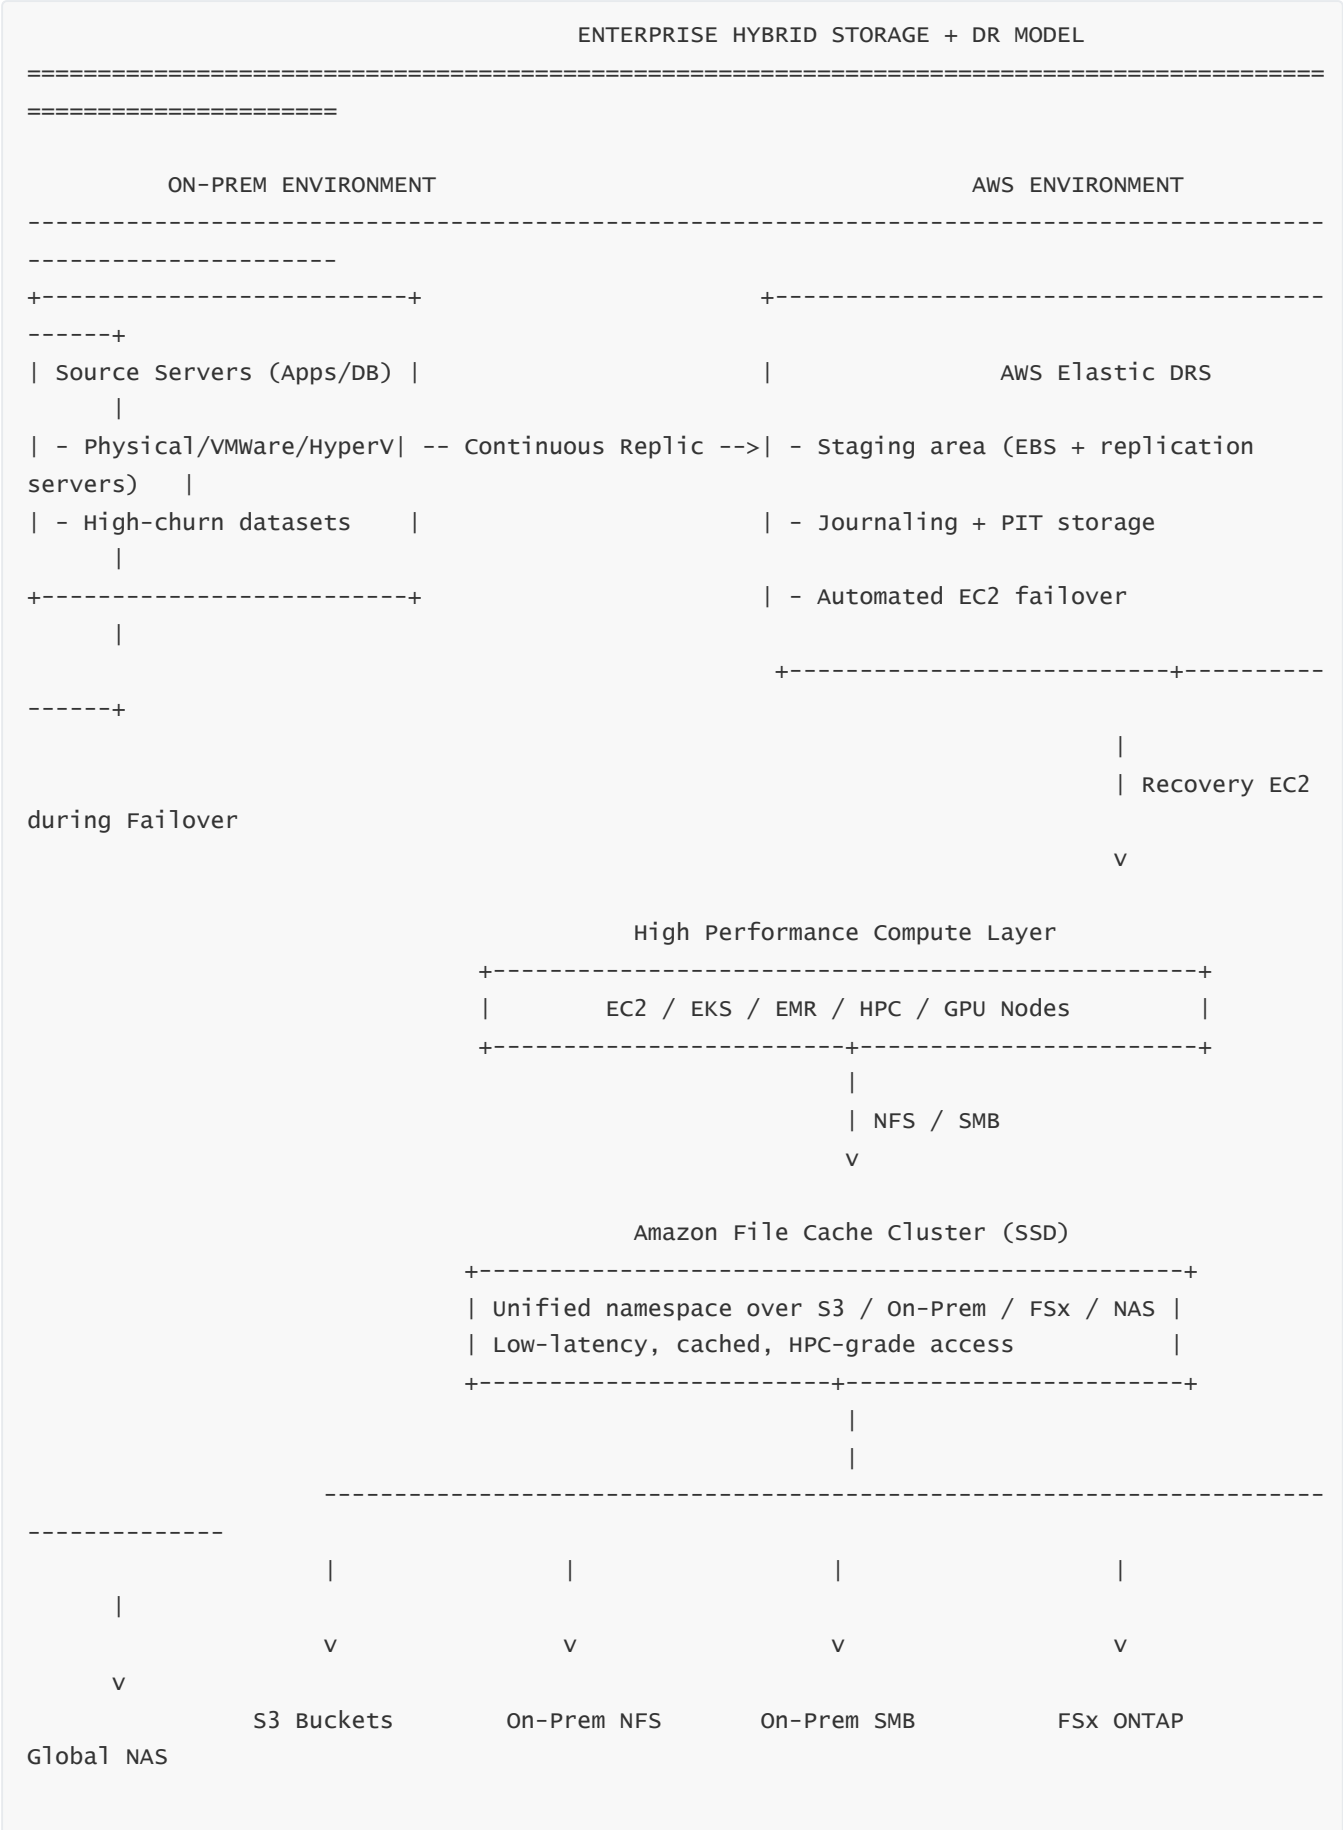 ENTERPRISE HYBRID STORAGE + DR MODEL
============================================================================================
======================
ON-PREM ENVIRONMENT AWS ENVIRONMENT
--------------------------------------------------------------------------------------------
----------------------
+--------------------------+ +---------------------------------------
------+
| Source Servers (Apps/DB) | | AWS Elastic DRS
|
| - Physical/VMWare/HyperV| -- Continuous Replic -->| - Staging area (EBS + replication
servers) |
| - High-churn datasets | | - Journaling + PIT storage
|
+--------------------------+ | - Automated EC2 failover
|
+---------------------------+----------
------+
|
| Recovery EC2
during Failover
v
High Performance Compute Layer
+--------------------------------------------------+
| EC2 / EKS / EMR / HPC / GPU Nodes |
+-------------------------+------------------------+
|
| NFS / SMB
v
Amazon File Cache Cluster (SSD)
+--------------------------------------------------+
| Unified namespace over S3 / On-Prem / FSx / NAS |
| Low-latency, cached, HPC-grade access |
+-------------------------+------------------------+
|
|
-----------------------------------------------------------------------
--------------
| | | |
|
v v v v
v
S3 Buckets On-Prem NFS On-Prem SMB FSx ONTAP
Global NAS